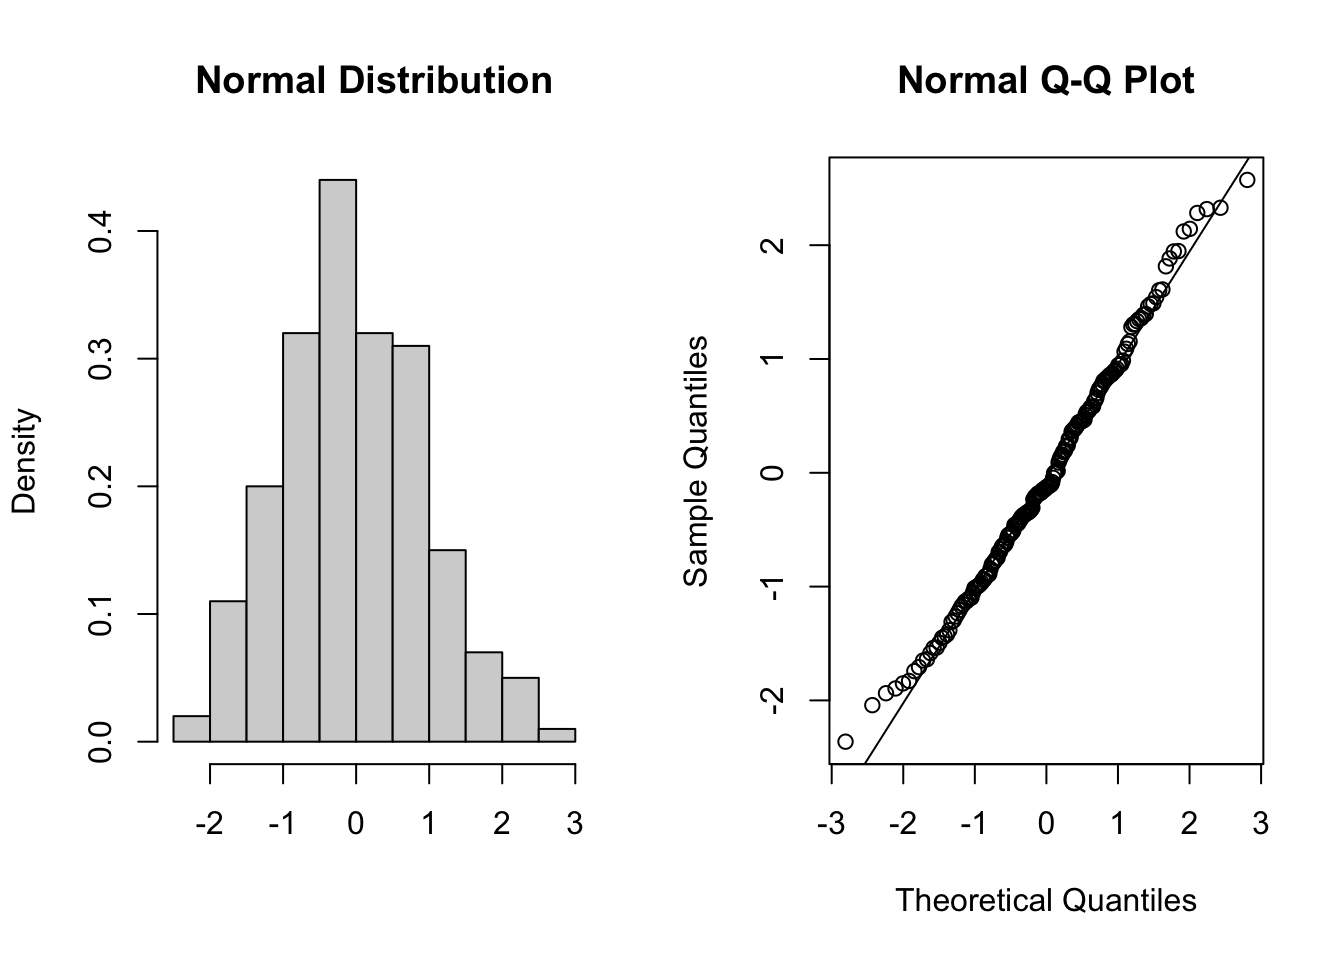 Normal Distribution
Density
0.0 0.1 0.2 0.3 0.4
-2 -1 0 1 2 3
Normal Q-Q Plot
Sample Quantiles
-2 -1 0 1 2
-3 -2 -1 0 1 2 3
Theoretical Quantiles